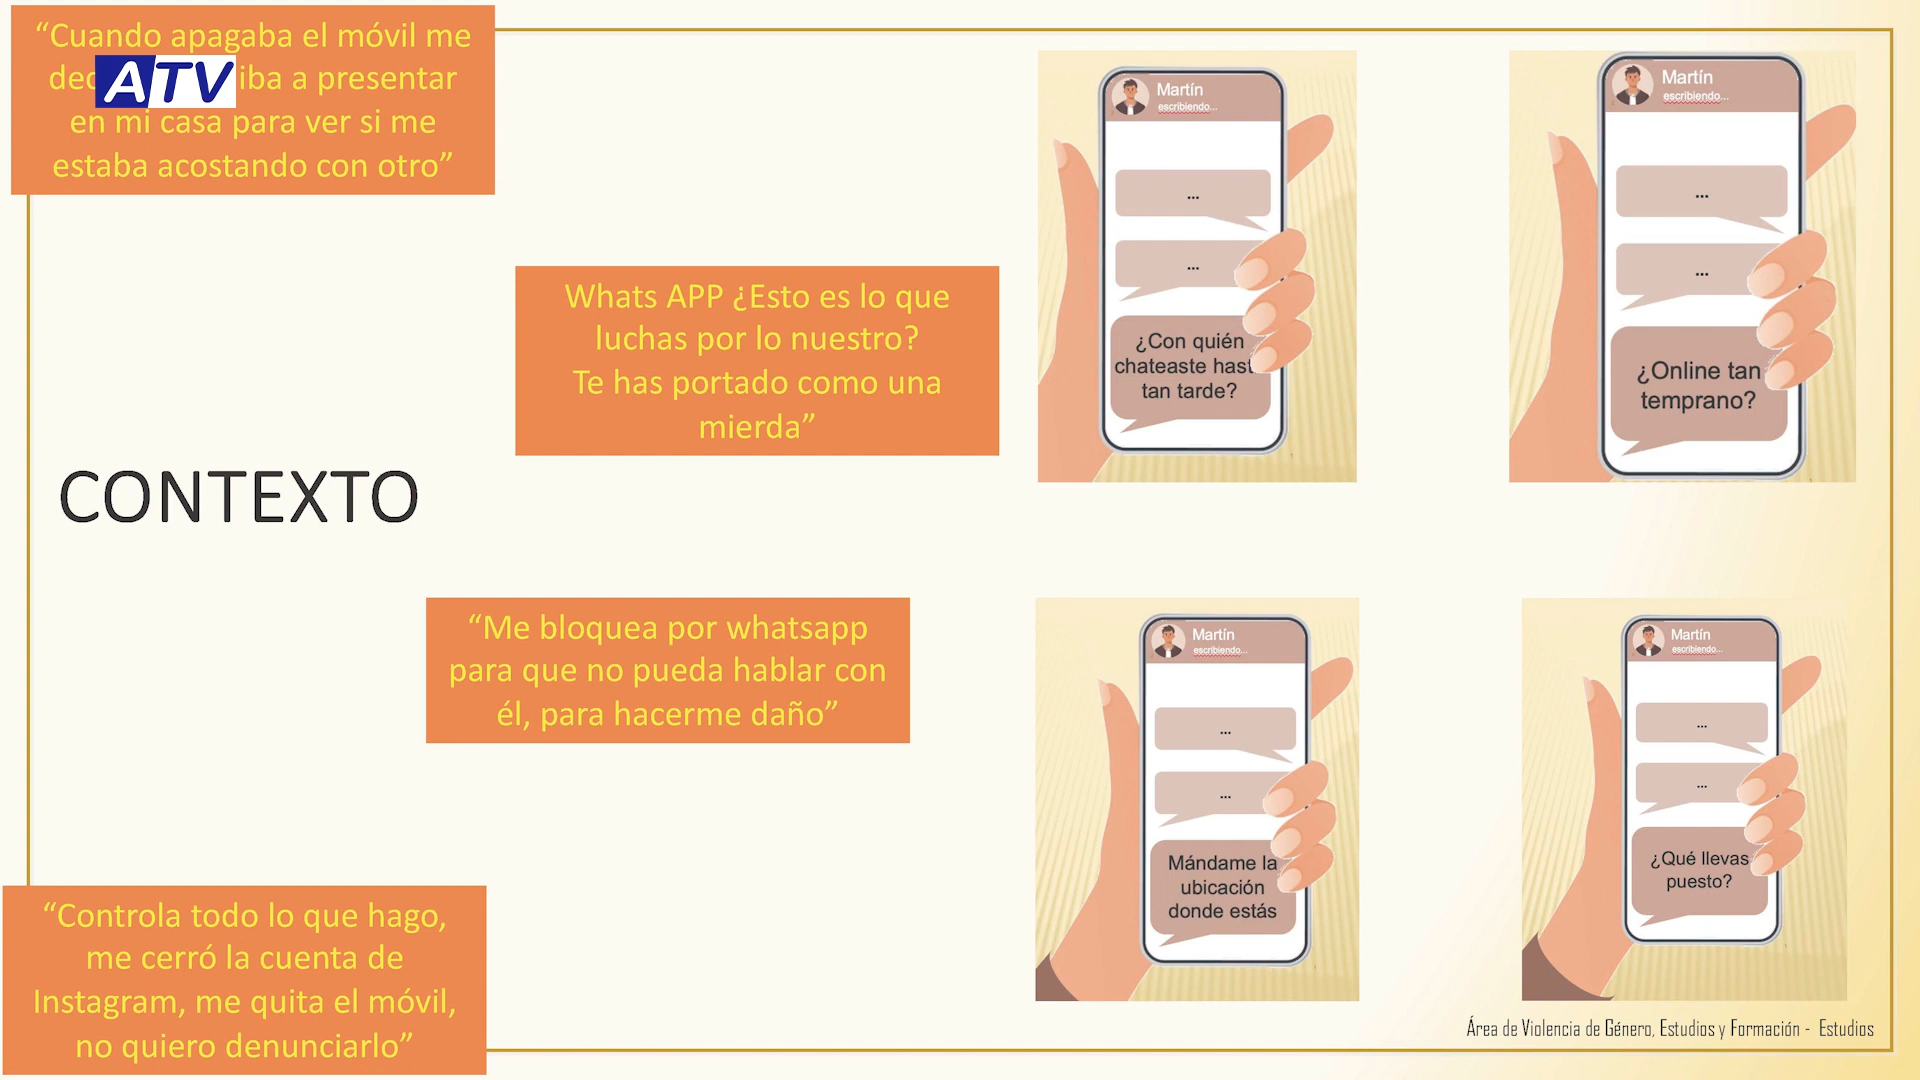 “Cuando apagaba el móvil me
iba a presentar
en mi casa para ver si me
estaba acostando con otro”
ATV
Whats APP ¿Esto es lo que
luchas por lo nuestro?
Te has portado como una
mierda”
CONTEXTO
“Me bloquea por whatsapp
para que no pueda hablar con
él, para hacerme daño”
“Controla todo lo que hago,
me cerró la cuenta de
Instagram, me quita el móvil,
no quiero denunciarlo”
Martín
escribiendo...
...
...
¿Con quién
chateaste
tan tarde?
Martín
escribiendo...
...
...
¿Online tan
temprano?
Martín
escribiendo...
...
...
Mándame la
ubicación
donde estás
Martín
escribiendo...
...
...
¿Qué llevas
puesto?
Área de Violencia de Género, Estudios y Formación - Estudios